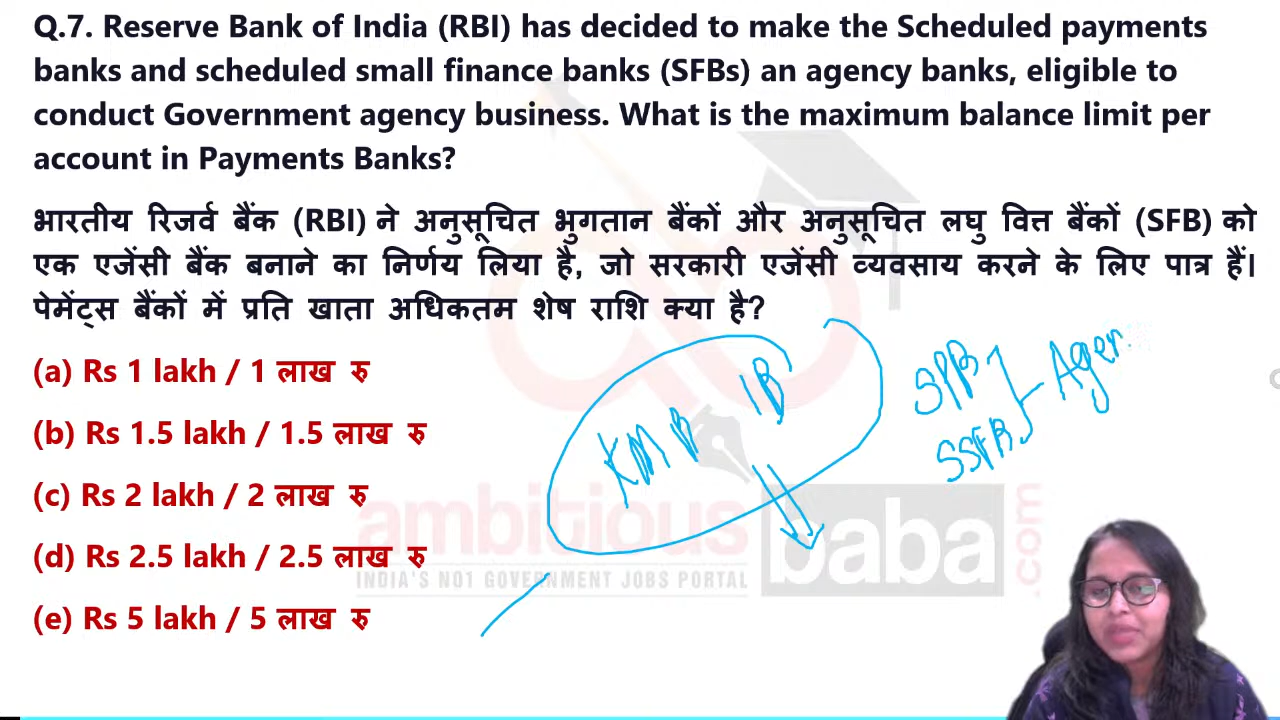 Q.7. Reserve Bank of India (RBI) has decided to make the Scheduled payments
banks and scheduled small finance banks (SFBs) an agency banks, eligible to
conduct Government agency business. What is the maximum balance limit per
account in Payments Banks?
भारतीय रिजर्व बैंक (RBI) ने अनुसूचित भुगतान बैंकों और अनुसूचित लघु वित्त बैंकों (SFB) को
एक एजेंसी बैंक बनाने का निर्णय लिया है, जो सरकारी एजेंसी व्यवसाय करने के लिए पात्र हैं।
पेमेंट्स बैंकों में प्रति खाता अधिकतम शेष राशि क्या है?
(a) Rs 1 lakh / 1 लाख रु
(b) Rs 1.5 lakh / 1.5 लाख रु
(c) Rs 2 lakh / 2 लाख रु
(d) Rs 2.5 lakh / 2.5 लाख रु
(e) Rs 5 lakh / 5 लाख रु
KMB IB
SPB
SSFB
ambitious baba .com
INDIA'S NO1 GOVERNMENT JOBS PORTAL